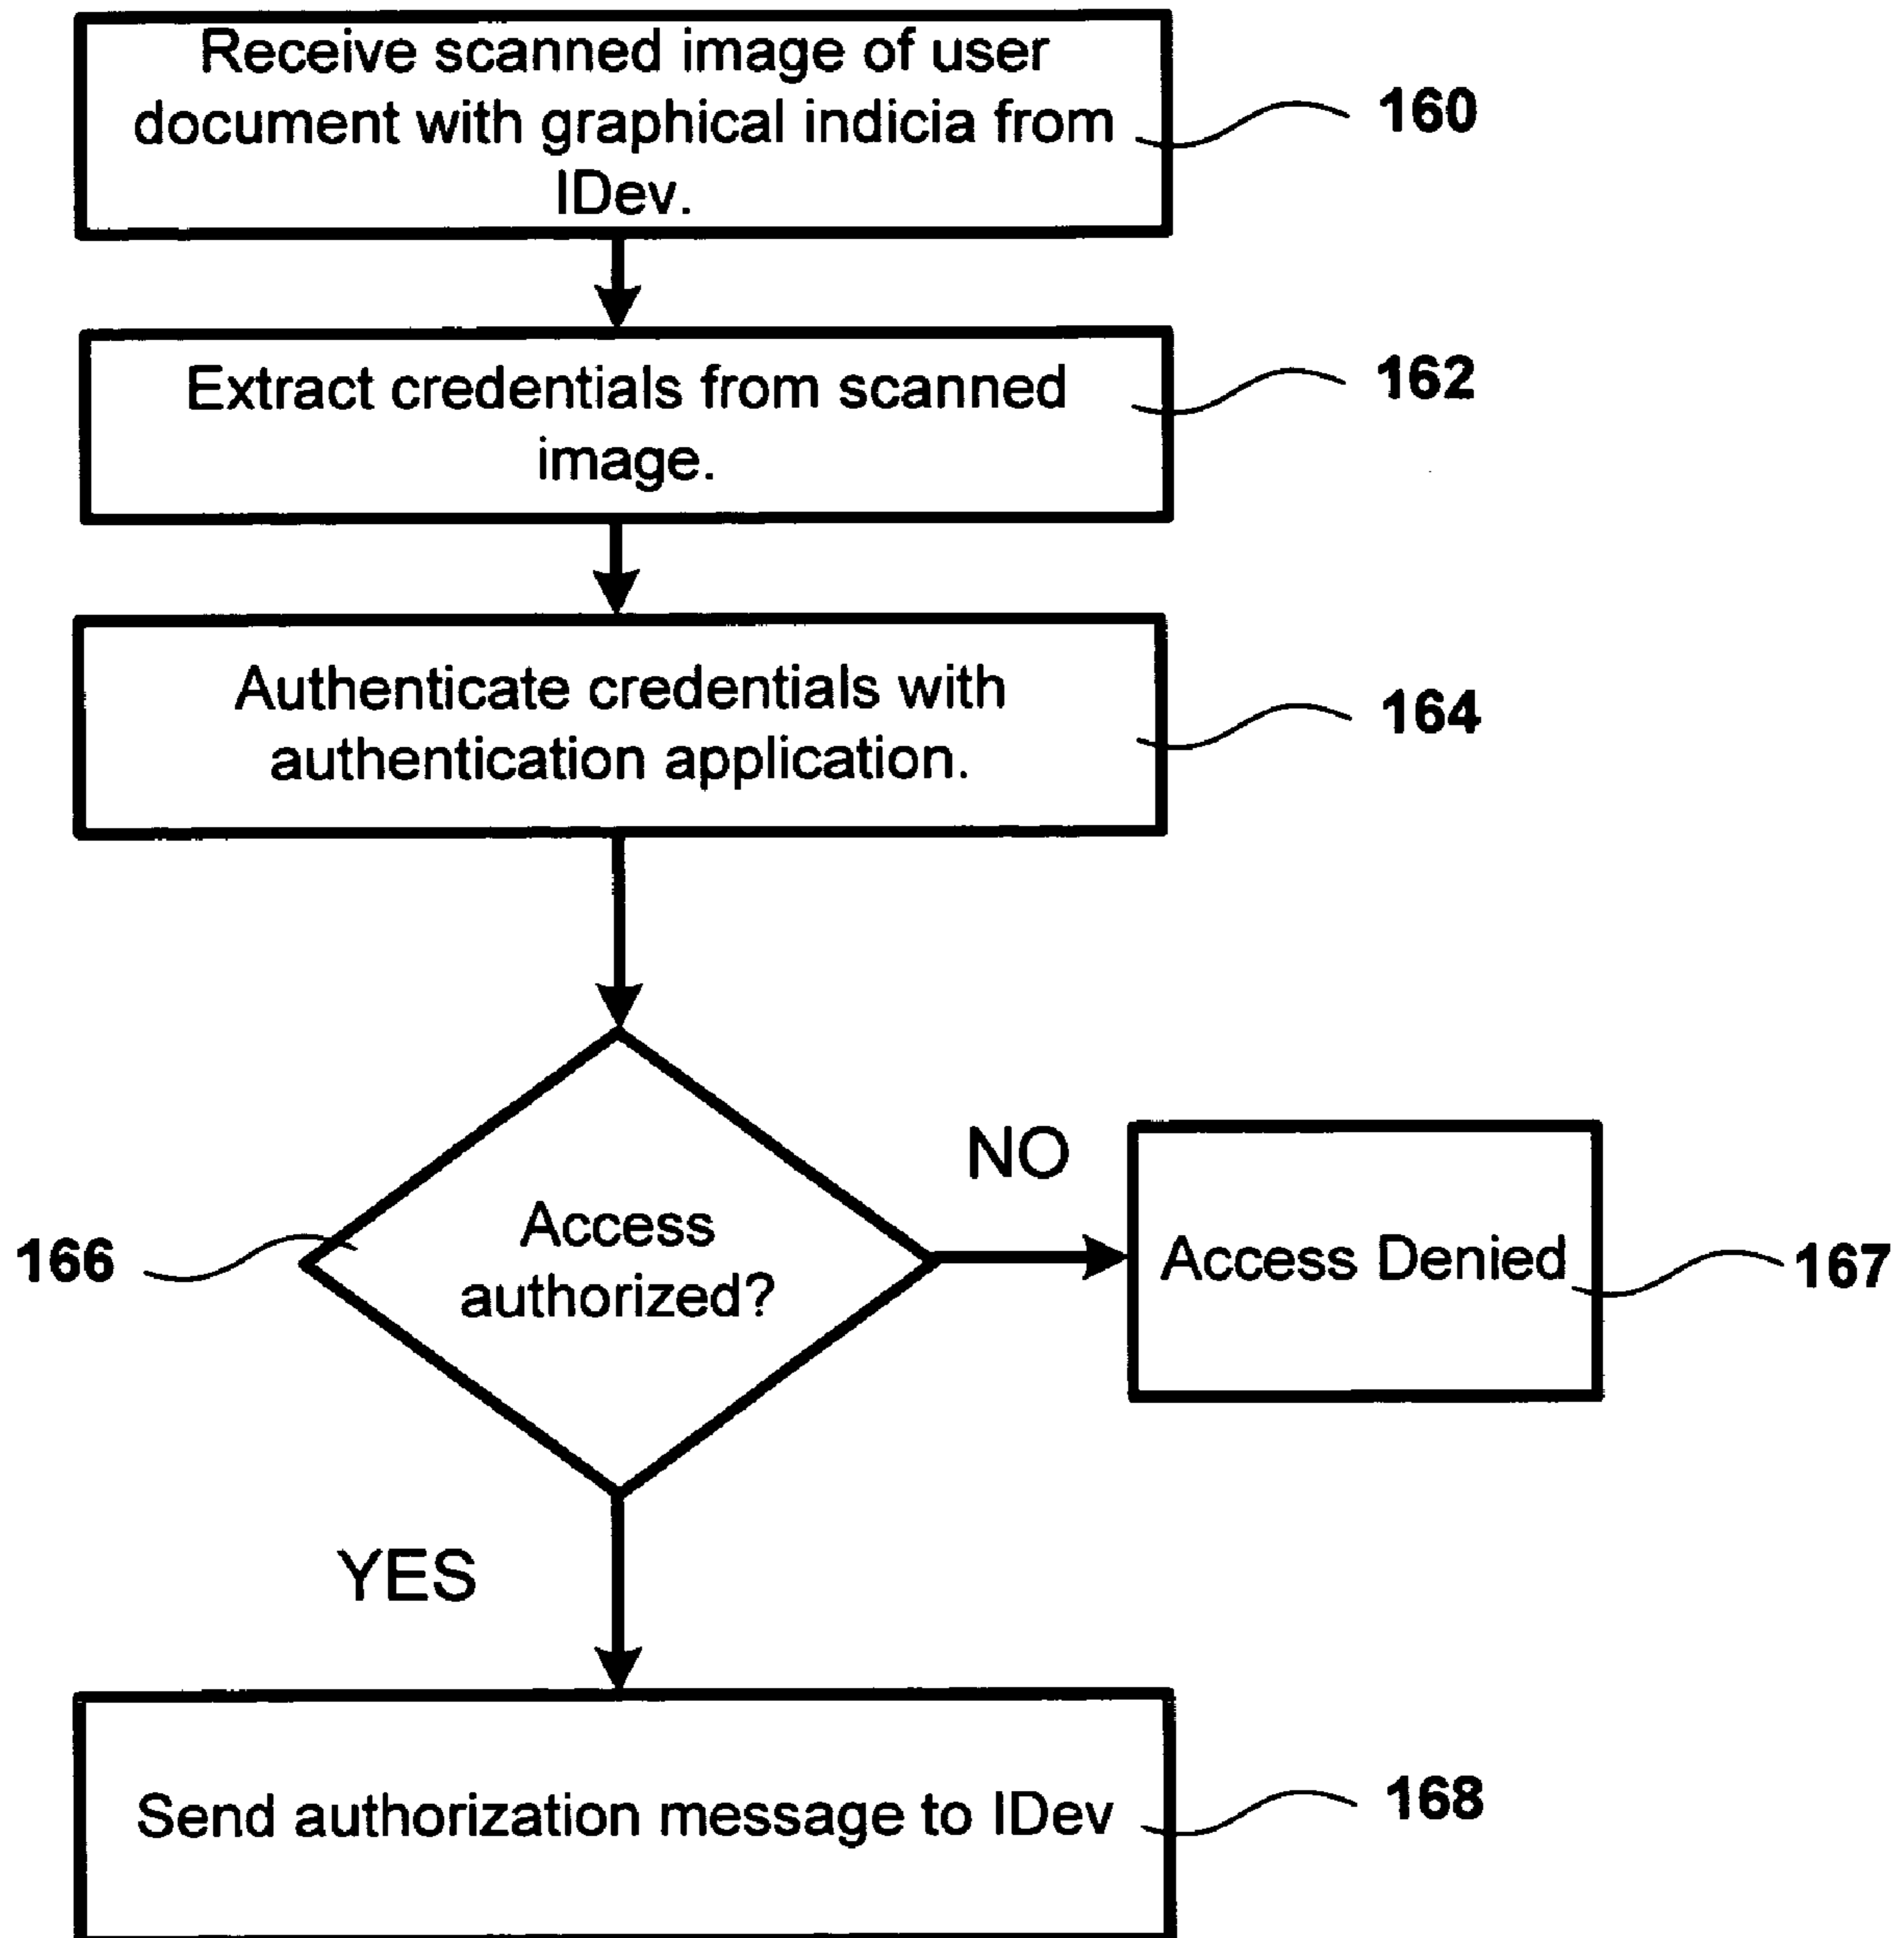 Receive scanned image of user
document with graphical indicia from
IDev.
160
Extract credentials from scanned
image.
162
Authenticate credentials with
authentication application.
164
Access
authorized?
166
NO
Access Denied
167
YES
Send authorization message to IDev
168